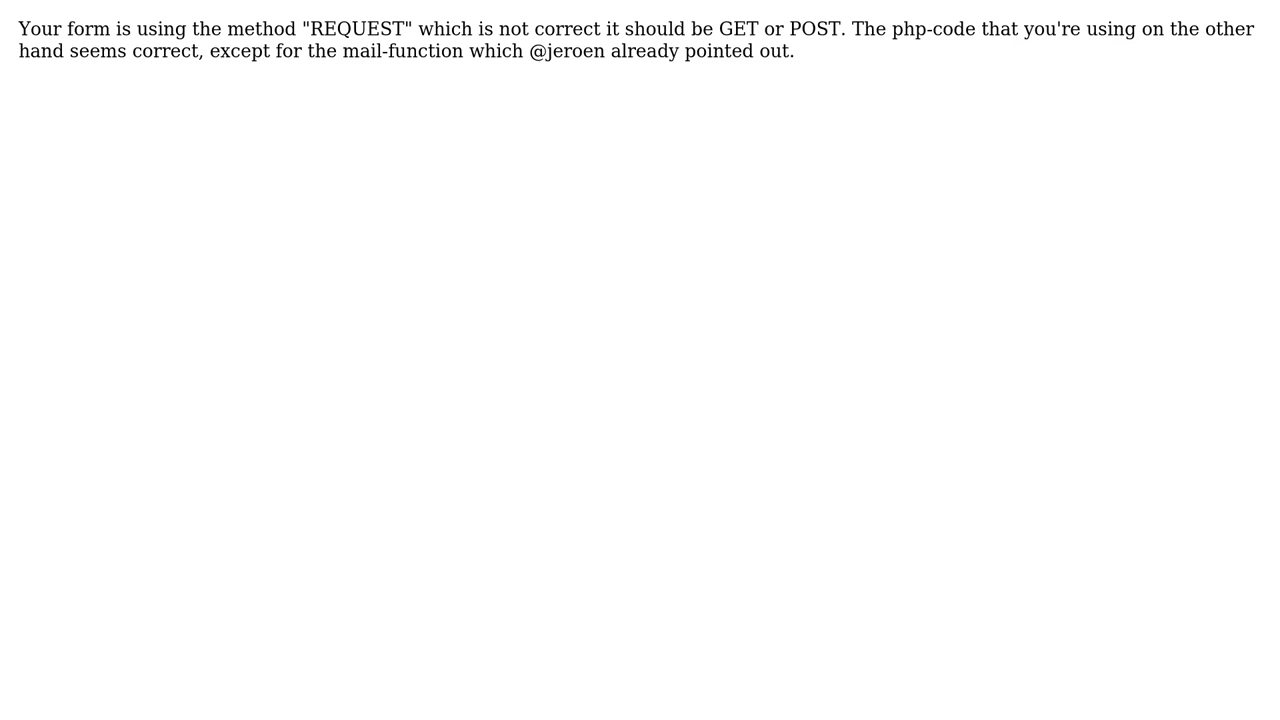 Your form is using the method "REQUEST" which is not correct it should be GET or POST. The php-code that you're using on the other
hand seems correct, except for the mail-function which @jeroen already pointed out.